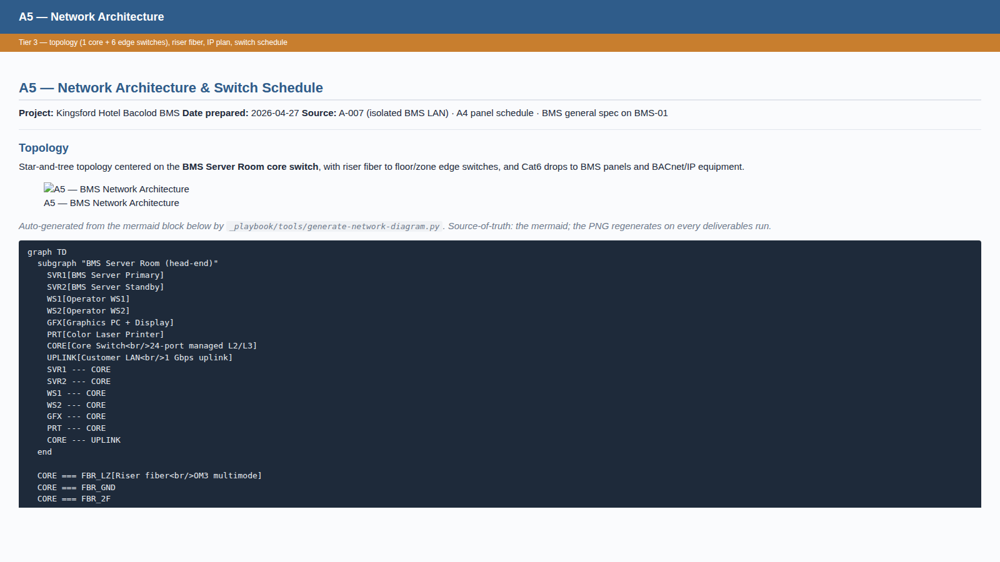 A5 — Network Architecture
Tier 3 — topology (1 core + 6 edge switches), riser fiber, IP plan, switch schedule
A5 — Network Architecture & Switch Schedule
Project: Kingsford Hotel Bacolod BMS Date prepared: 2026-04-27 Source: A-007 (isolated BMS LAN) · A4 panel schedule · BMS general spec on BMS-01
Topology
Star-and-tree topology centered on the BMS Server Room core switch, with riser fiber to floor/zone edge switches, and Cat6 drops to BMS panels and BACnet/IP equipment.
A5 — BMS Network Architecture
A5 — BMS Network Architecture
Auto-generated from the mermaid block below by _playbook/tools/generate-network-diagram.py. Source-of-truth: the mermaid; the PNG regenerates on every deliverables run.
graph TD
  subgraph "BMS Server Room (head-end)"
    SVR1[BMS Server Primary]
    SVR2[BMS Server Standby]
    WS1[Operator WS1]
    WS2[Operator WS2]
    GFX[Graphics PC + Display]
    PRT[Color Laser Printer]
    CORE[Core Switch<br/>24-port managed L2/L3]
    UPLINK[Customer LAN<br/>1 Gbps uplink]
    SVR1 --- CORE
    SVR2 --- CORE
    WS1 --- CORE
    WS2 --- CORE
    GFX --- CORE
    PRT --- CORE
    CORE --- UPLINK
  end
  CORE === FBR_LZ[Riser fiber<br/>OM3 multimode]
  CORE === FBR_GND
  CORE === FBR_2F